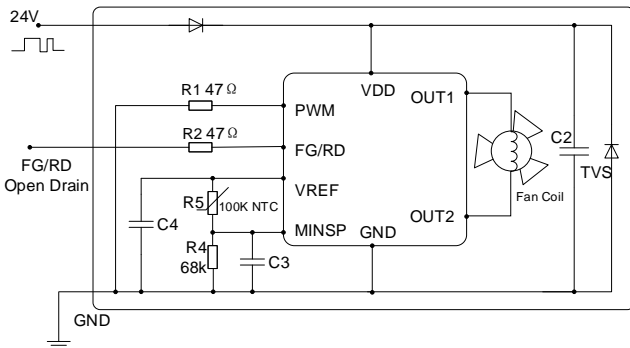 24V
R1 47Ω
PWM
VDD
OUT1
R2 47Ω
FG/RD
FG/RD
Open Drain
VREF
C2
TVS
R5
100K NTC
Fan Coil
C4
MINSP
GND
OUT2
R4
68k
C3
GND